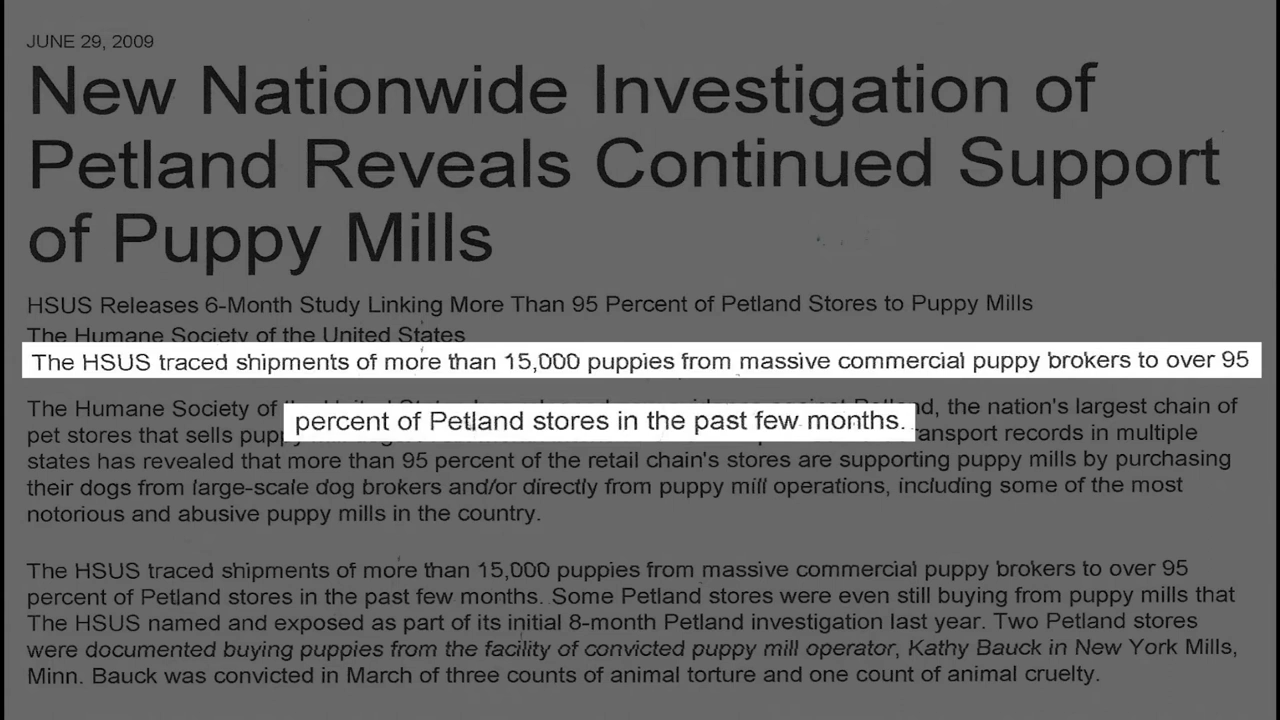 JUNE 29, 2009
New Nationwide Investigation of
Petland Reveals Continued Support
of Puppy Mills
HSUS Releases 6-Month Study Linking More Than 95 Percent of Petland Stores to Puppy Mills
The Humane Society of the United States
The HSUS traced shipments of more than 15,000 puppies from massive commercial puppy brokers to over 95
percent of Petland stores in the past few months.
The Humane Society of nd, the nation's largest chain of
pet stores that sells pupp ansport records in multiple
states has revealed that more than 95 percent of the retail chain's stores are supporting puppy mills by purchasing
their dogs from large-scale dog brokers and/or directly from puppy mill operations, including some of the most
notorious and abusive puppy mills in the country.
The HSUS traced shipments of more than 15,000 puppies from massive commercial puppy brokers to over 95
percent of Petland stores in the past few months. Some Petland stores were even still buying from puppy mills that
The HSUS named and exposed as part of its initial 8-month Petland investigation last year. Two Petland stores
were documented buying puppies from the facility of convicted puppy mill operator, Kathy Bauck in New York Mills,
Minn. Bauck was convicted in March of three counts of animal torture and one count of animal cruelty.